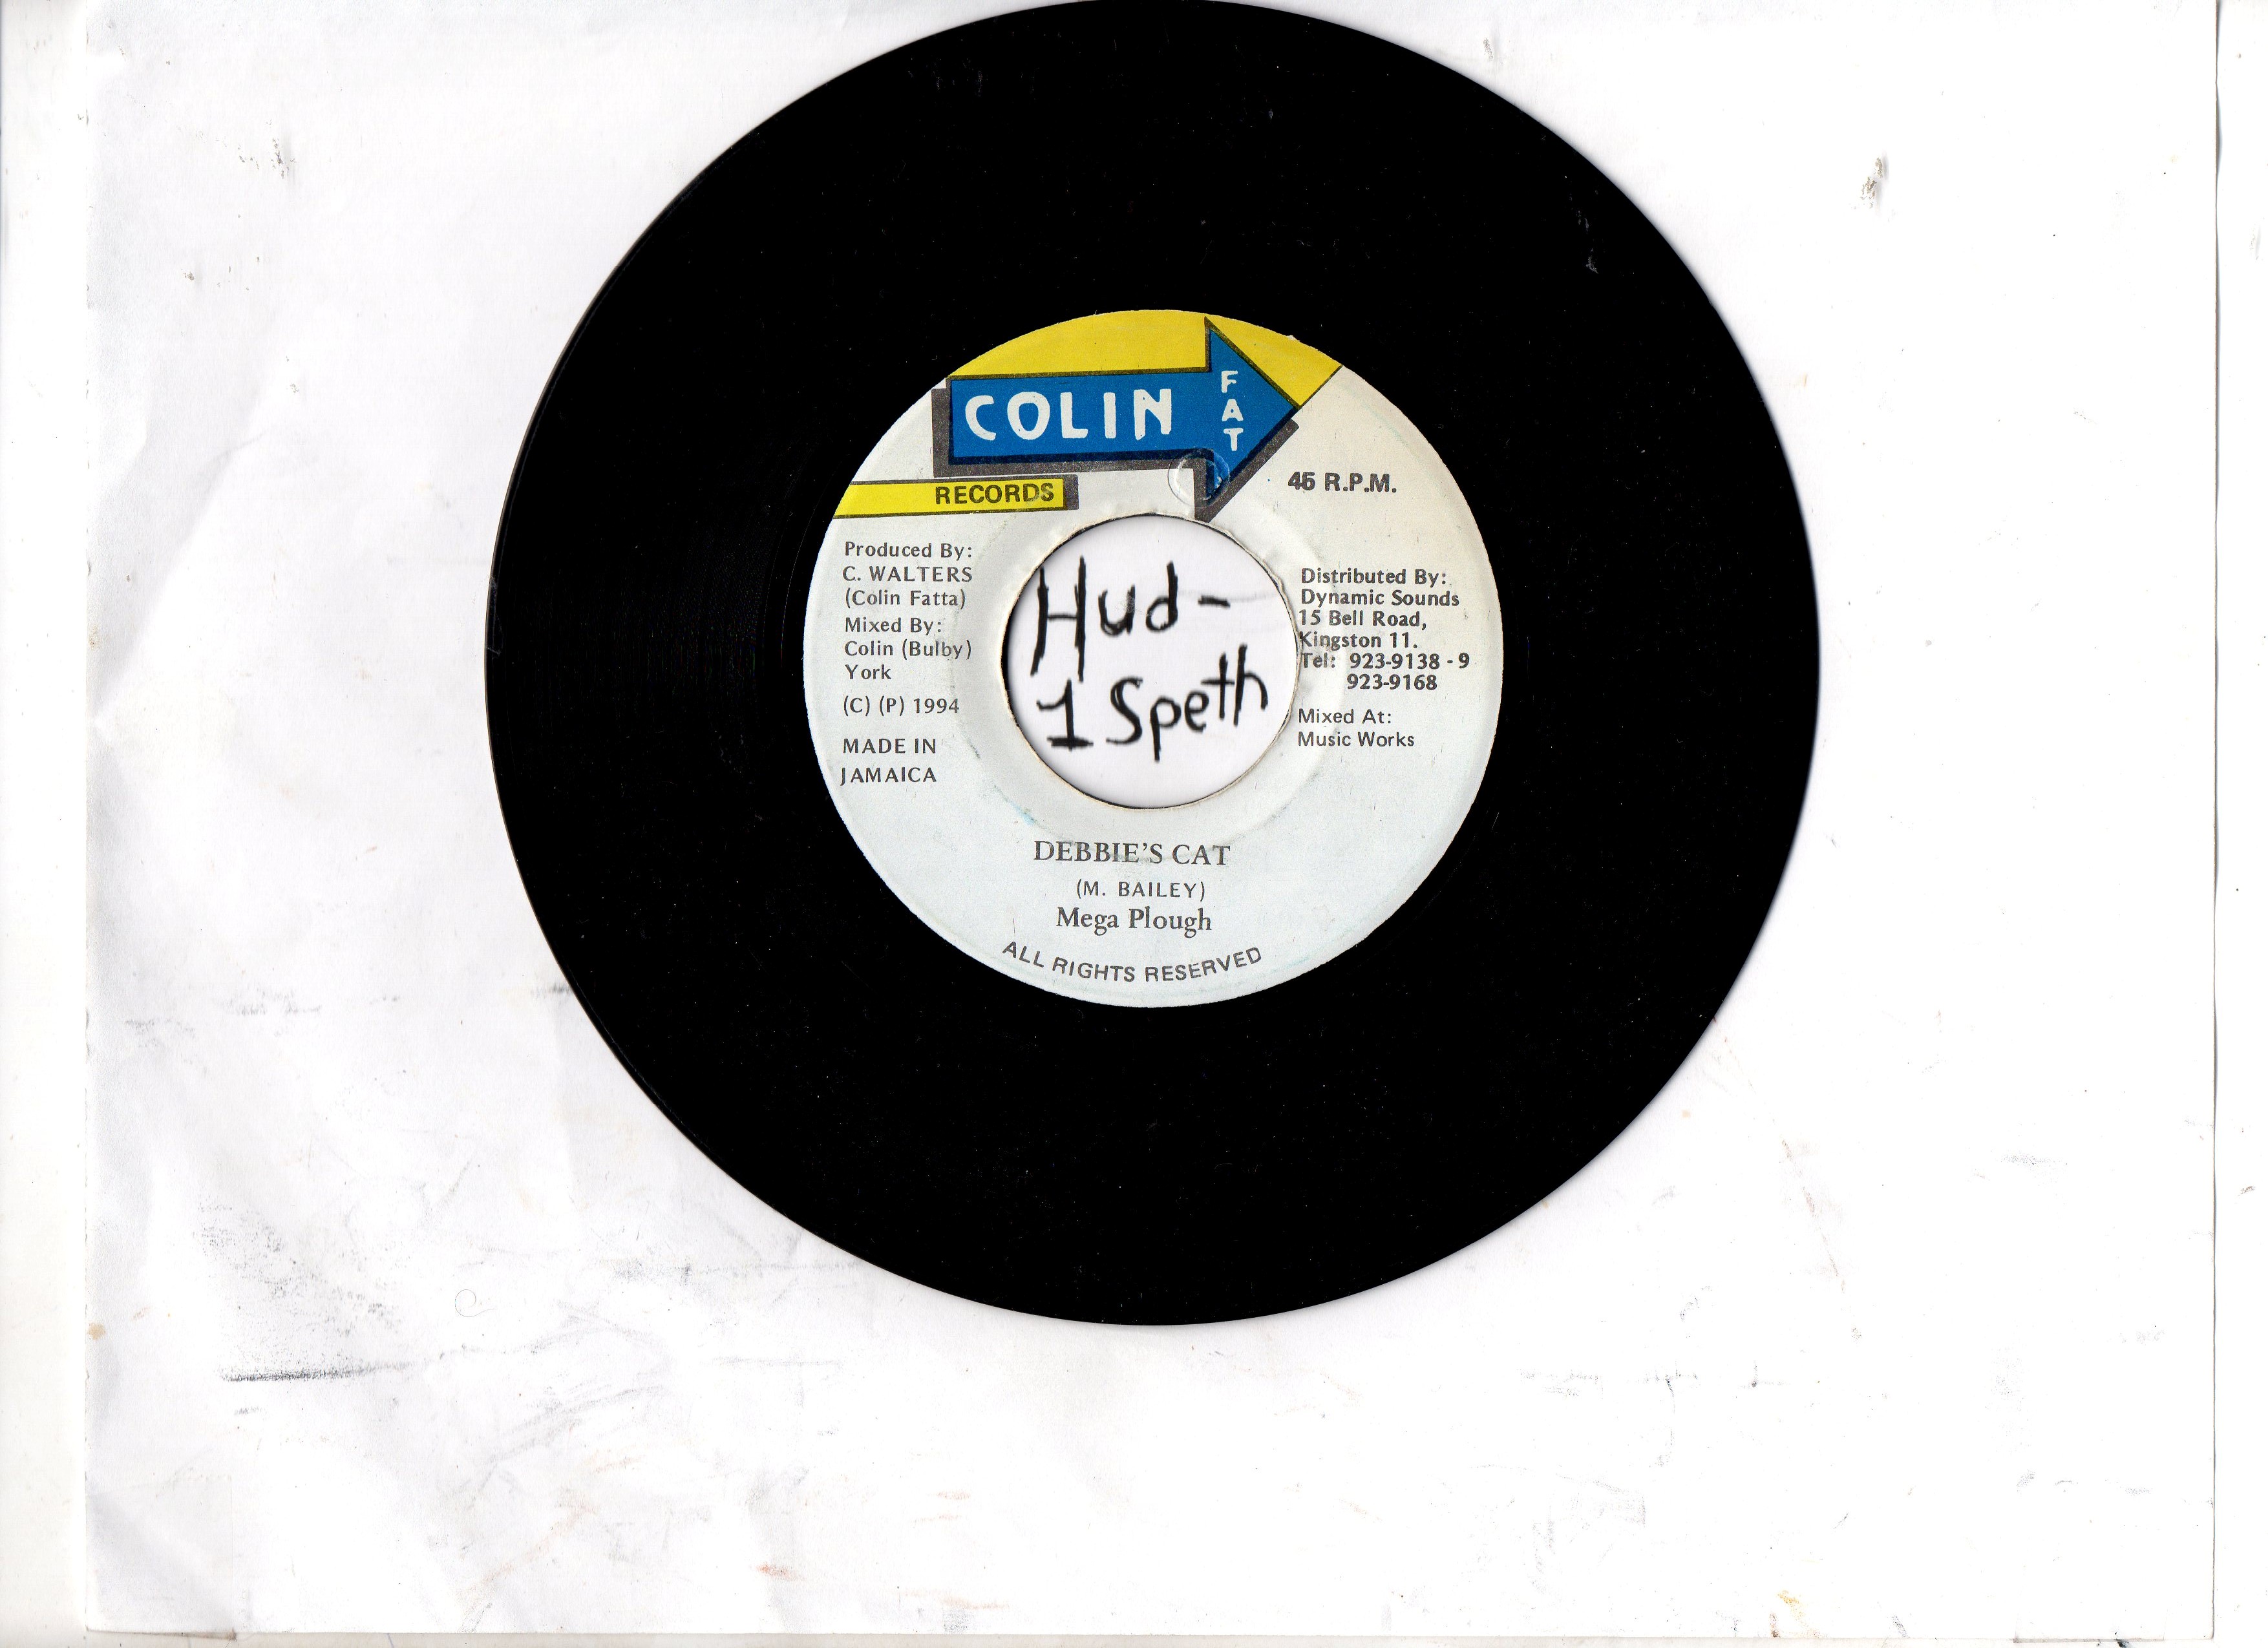 COLIN
FAT
RECORDS
45 R.P.M.
Produced By:
C. WALTERS
(Colin Fatta)
Mixed By:
Colin (Bulby)
York
(C) (P) 1994
MADE IN
JAMAICA
Hud-
1 Speth
Distributed By:
Dynamic Sounds
15 Bell Road,
Kingston 11.
Tel: 923-9138 - 9
923-9168
Mixed At:
Music Works
DEBBIE'S CAT
(M. BAILEY)
Mega Plough
ALL RIGHTS RESERVED